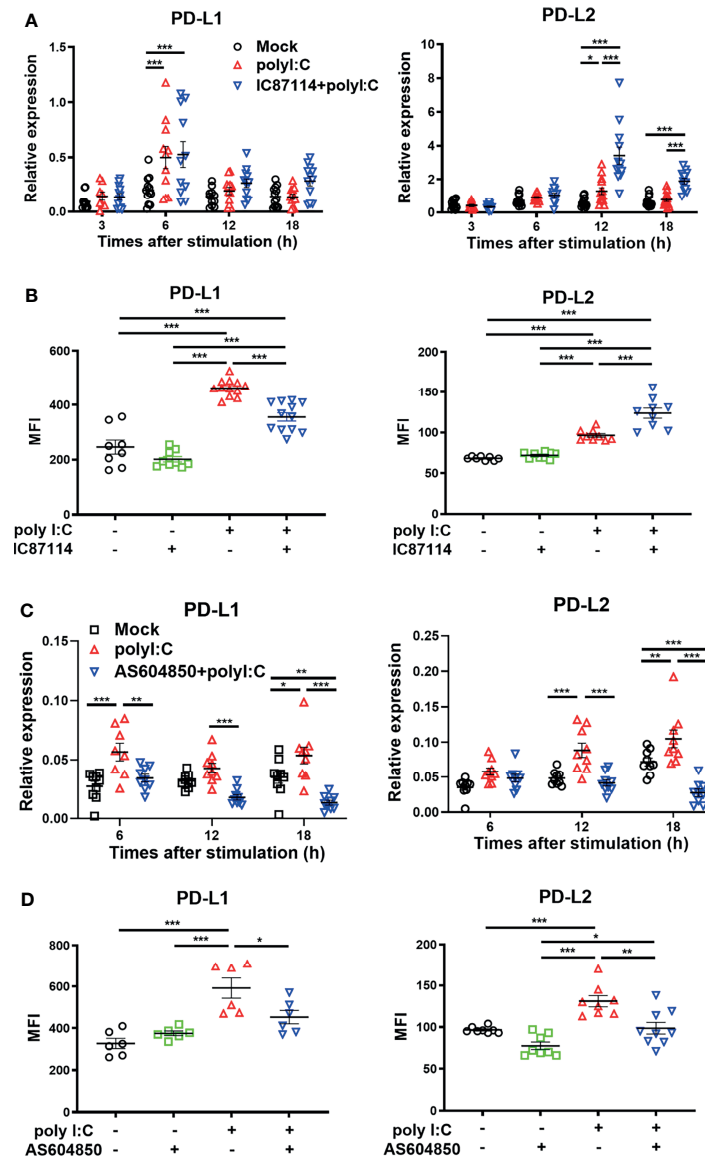 A
PD-L1
PD-L2
Mock
polyI:C
IC87114+polyI:C
Relative expression
1.5
1.0
0.5
0.0
***
***
3
6
12
18
Times after stimulation (h)
Relative expression
10
8
6
4
2
0
***
* ***
***
***
3
6
12
18
Times after stimulation (h)
B
PD-L1
PD-L2
***
***
***
*** ***
MFI
600
400
200
0
poly I:C - - + +
IC87114 - + - +
***
***
***
*** ***
MFI
200
150
100
50
0
- - + +
- + - +
poly I:C
IC87114
C
PD-L1
PD-L2
Mock
polyI:C
AS604850+polyI:C
Relative expression
0.15
0.10
0.05
0.00
*** **
***
**
* ***
6
12
18
Times after stimulation (h)
Relative expression
0.25
0.20
0.15
0.10
0.05
0.00
*** ***
***
** ***
6
12
18
Times after stimulation (h)
D
PD-L1
PD-L2
***
*** *
MFI
800
600
400
200
0
poly I:C - - + +
AS604850 - + - +
***
*
*** **
MFI
200
150
100
50
0
poly I:C - - + +
AS604850 - + - +